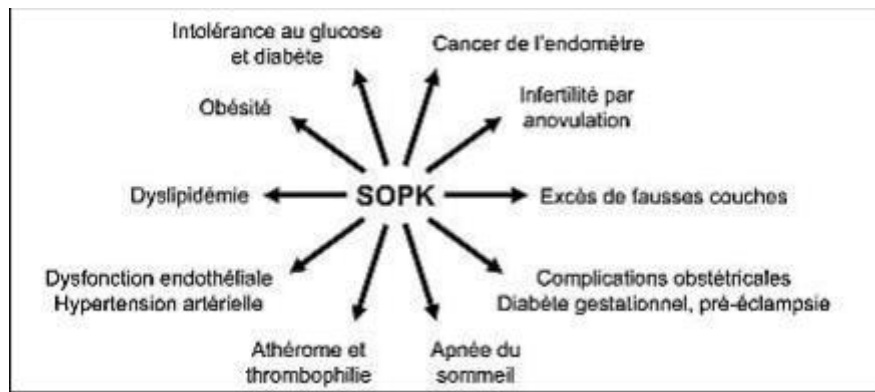 Intolérance au glucose
et diabète
Cancer de l'endomètre
Obésité
Infertilité par
anovulation
Dyslipidémie
SOPK
Excès de fausses couches
Dysfonction endothéliale
Hypertension artérielle
Complications obstétricales
Diabète gestationnel, pré-éclampsie
Athérome et
thrombophilie
Apnée du
sommeil